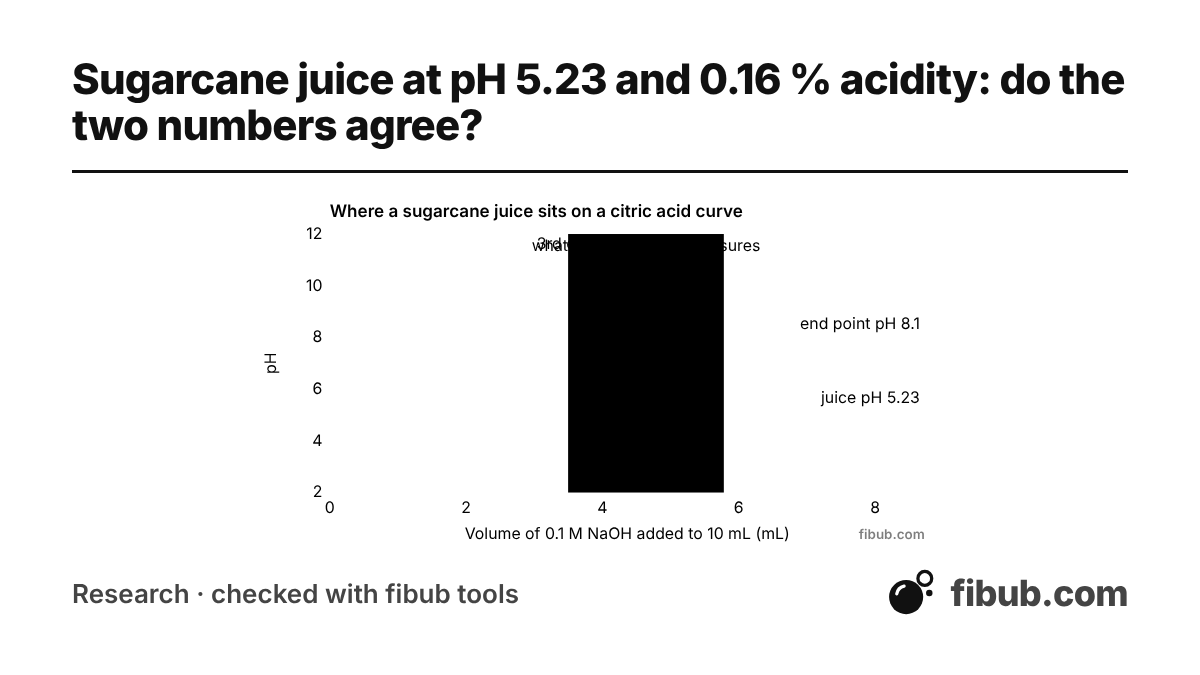 Sugarcane juice at pH 5.23 and 0.16 % acidity: do the
two numbers agree?
Where a sugarcane juice sits on a citric acid curve
12
3rd
what
sures
10
end point pH 8.1
8
pH
6
juice pH 5.23
4
2
0 2 4 6 8
Volume of 0.1 M NaOH added to 10 mL (mL)
fibub.com
Research · checked with fibub tools
fibub.com